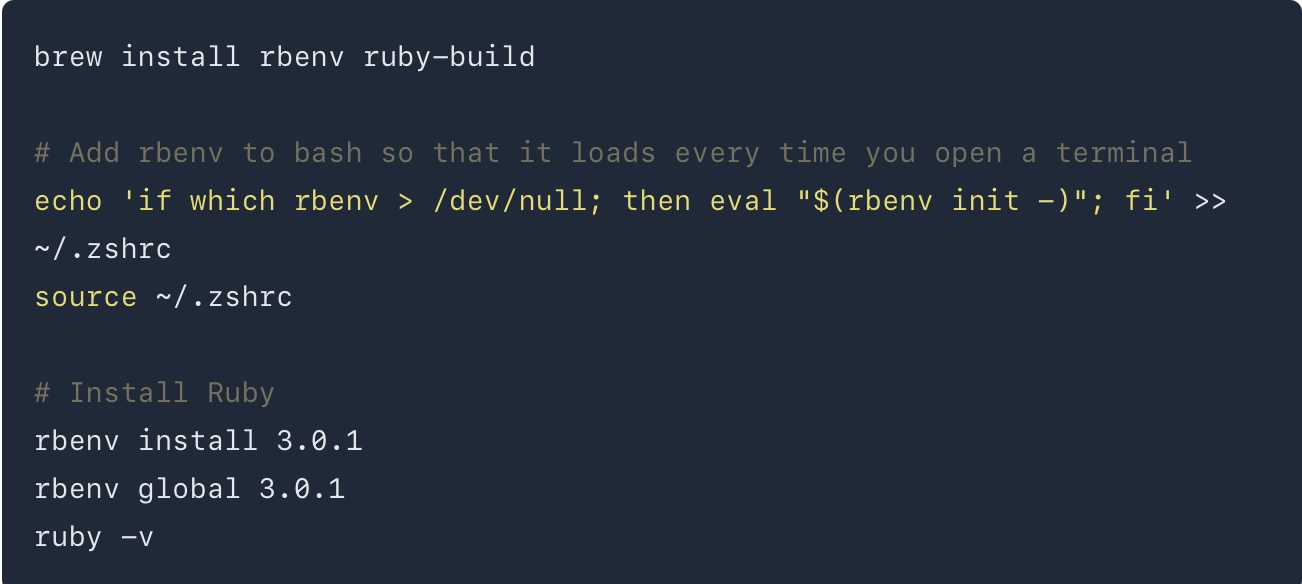 brew install rbenv ruby-build
# Add rbenv to bash so that it loads every time you open a terminal
echo 'if which rbenv > /dev/null; then eval "$(rbenv init -)"; fi' >>
~/.zshrc
source ~/.zshrc
# Install Ruby
rbenv install 3.0.1
rbenv global 3.0.1
ruby -v